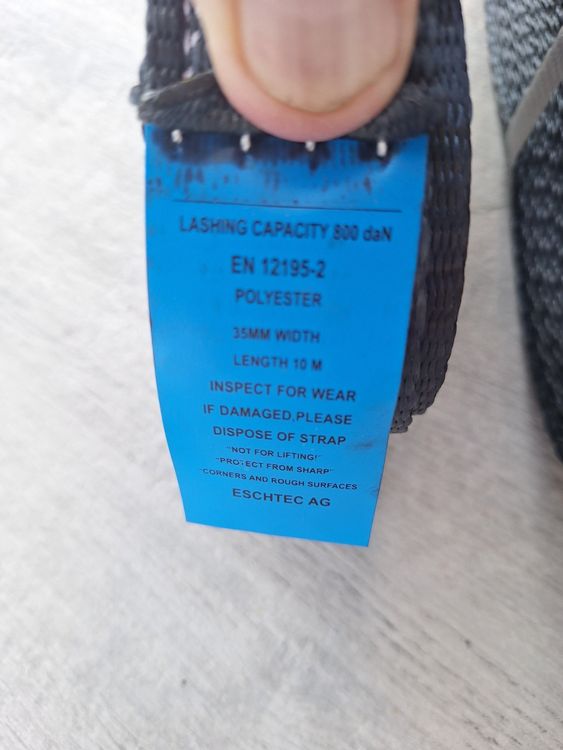 LASHING CAPACITY 800 daN
EN 12195-2
POLYESTER
35MM WIDTH
LENGTH 10 M
INSPECT FOR WEAR
IF DAMAGED,PLEASE
DISPOSE OF STRAP
"NOT FOR LIFTING!"
"PROTECT FROM SHARP"
"CORNERS AND ROUGH SURFACES
ESCHTEC AG